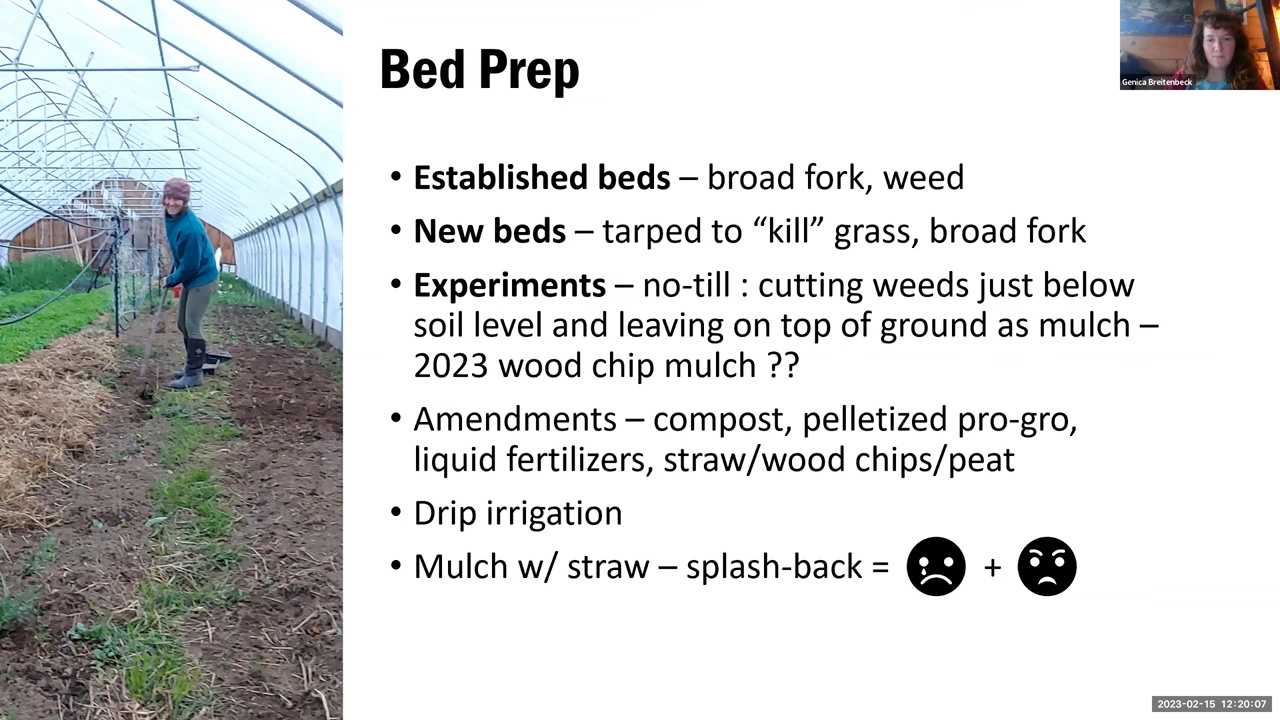 Bed Prep
Genica Breitenbeck
• Established beds – broad fork, weed
• New beds – tarped to “kill” grass, broad fork
• Experiments – no-till : cutting weeds just below
soil level and leaving on top of ground as mulch –
2023 wood chip mulch ??
• Amendments – compost, pelletized pro-gro,
liquid fertilizers, straw/wood chips/peat
• Drip irrigation
• Mulch w/ straw – splash-back = +
2023-02-15 12:20:07